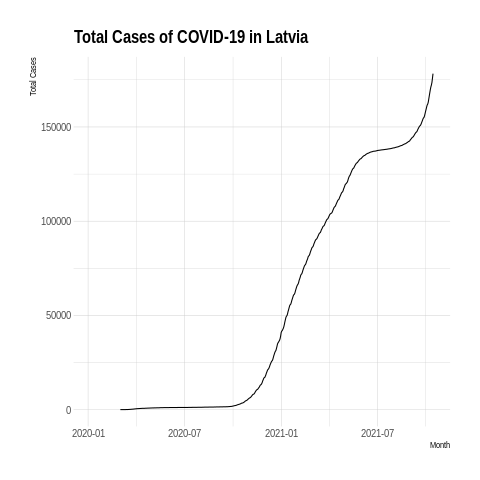 Total Cases of COVID-19 in Latvia
Total Cases
150000
100000
50000
0
2020-01 2020-07 2021-01 2021-07
Month